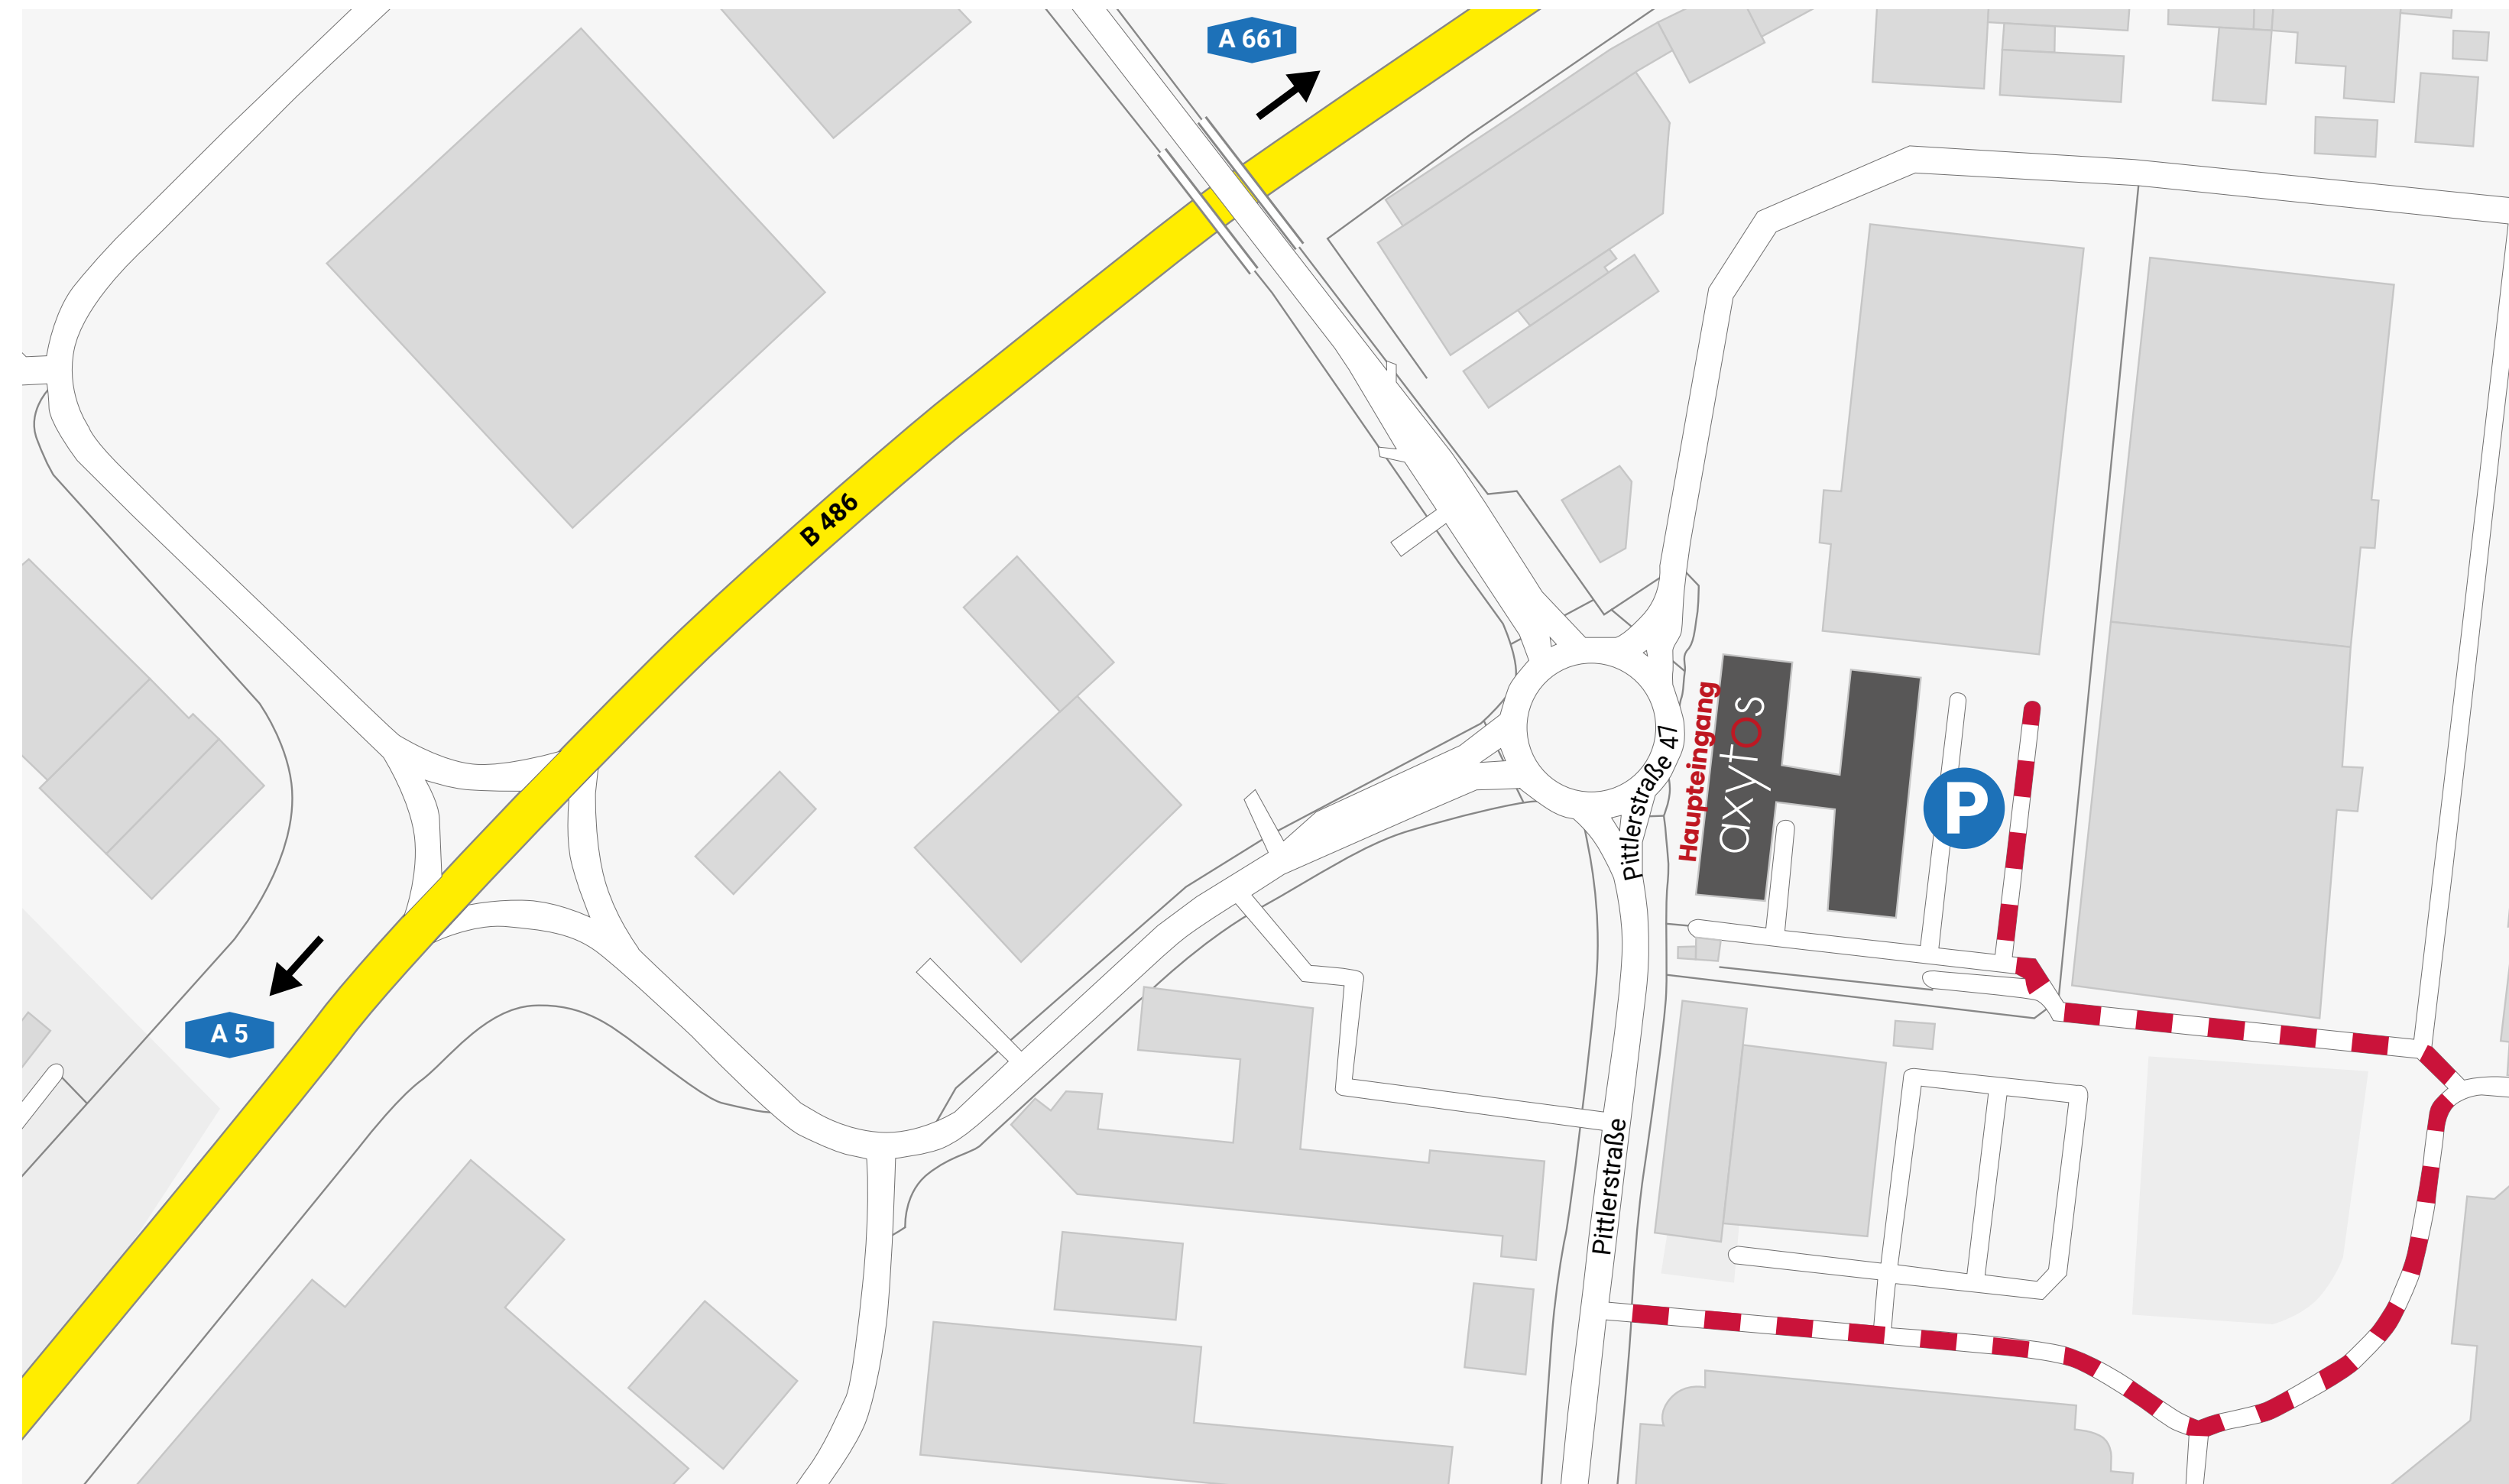 A 661
B 486
Pittlerstraße 47
Haupteingang
axytos
P
A 5
Pittlerstraße